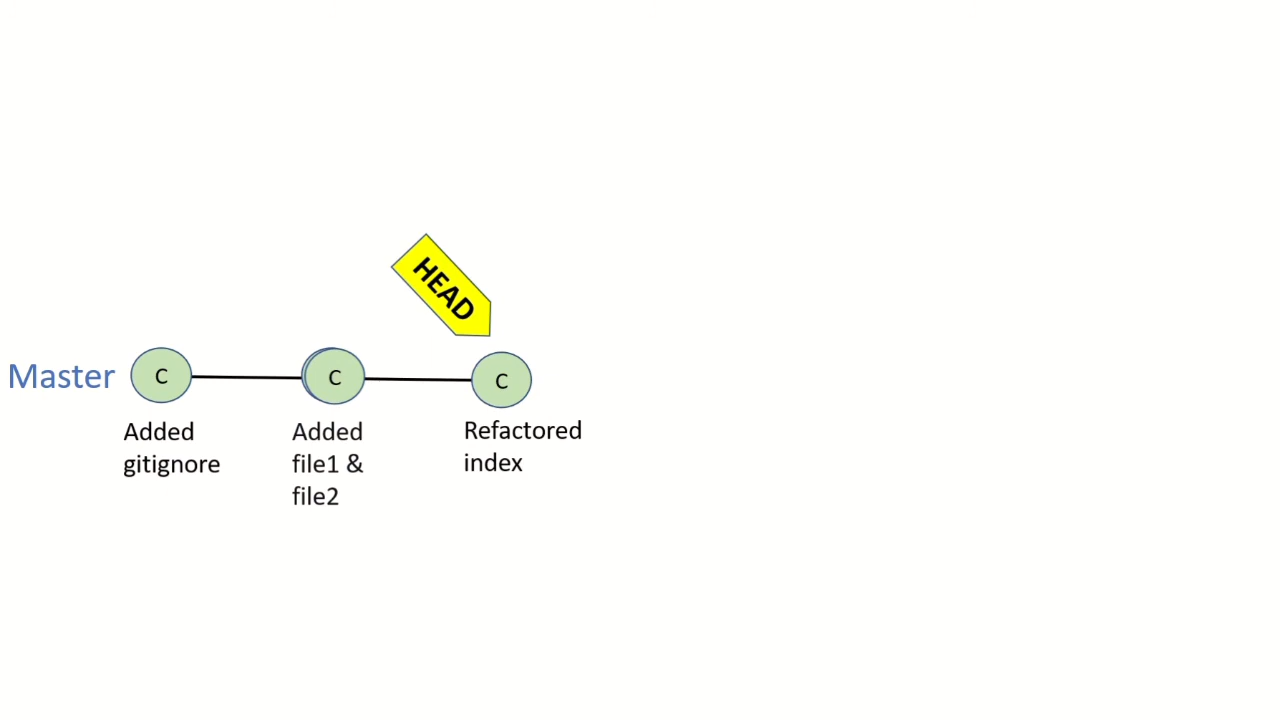 HEAD
Master
C
C
C
Added
gitignore
Added
file1 &
file2
Refactored
index